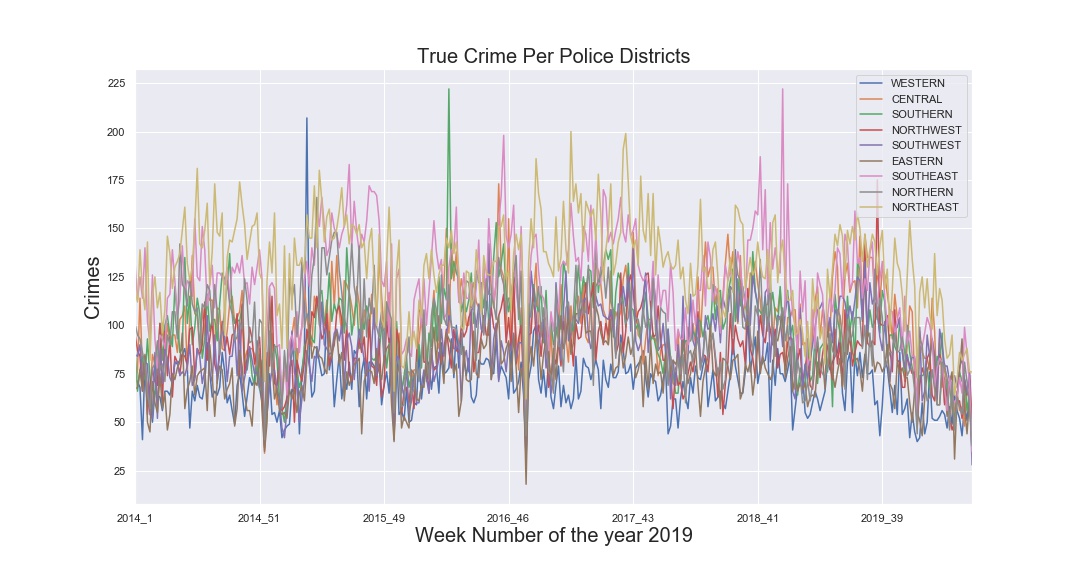 True Crime Per Police Districts
225
200
175
150
125
100
75
50
25
Crimes
WESTERN
CENTRAL
SOUTHERN
NORTHWEST
SOUTHWEST
EASTERN
SOUTHEAST
NORTHERN
NORTHEAST
2014_1 2014_51 2015_49 2016_46 2017_43 2018_41 2019_39
Week Number of the year 2019